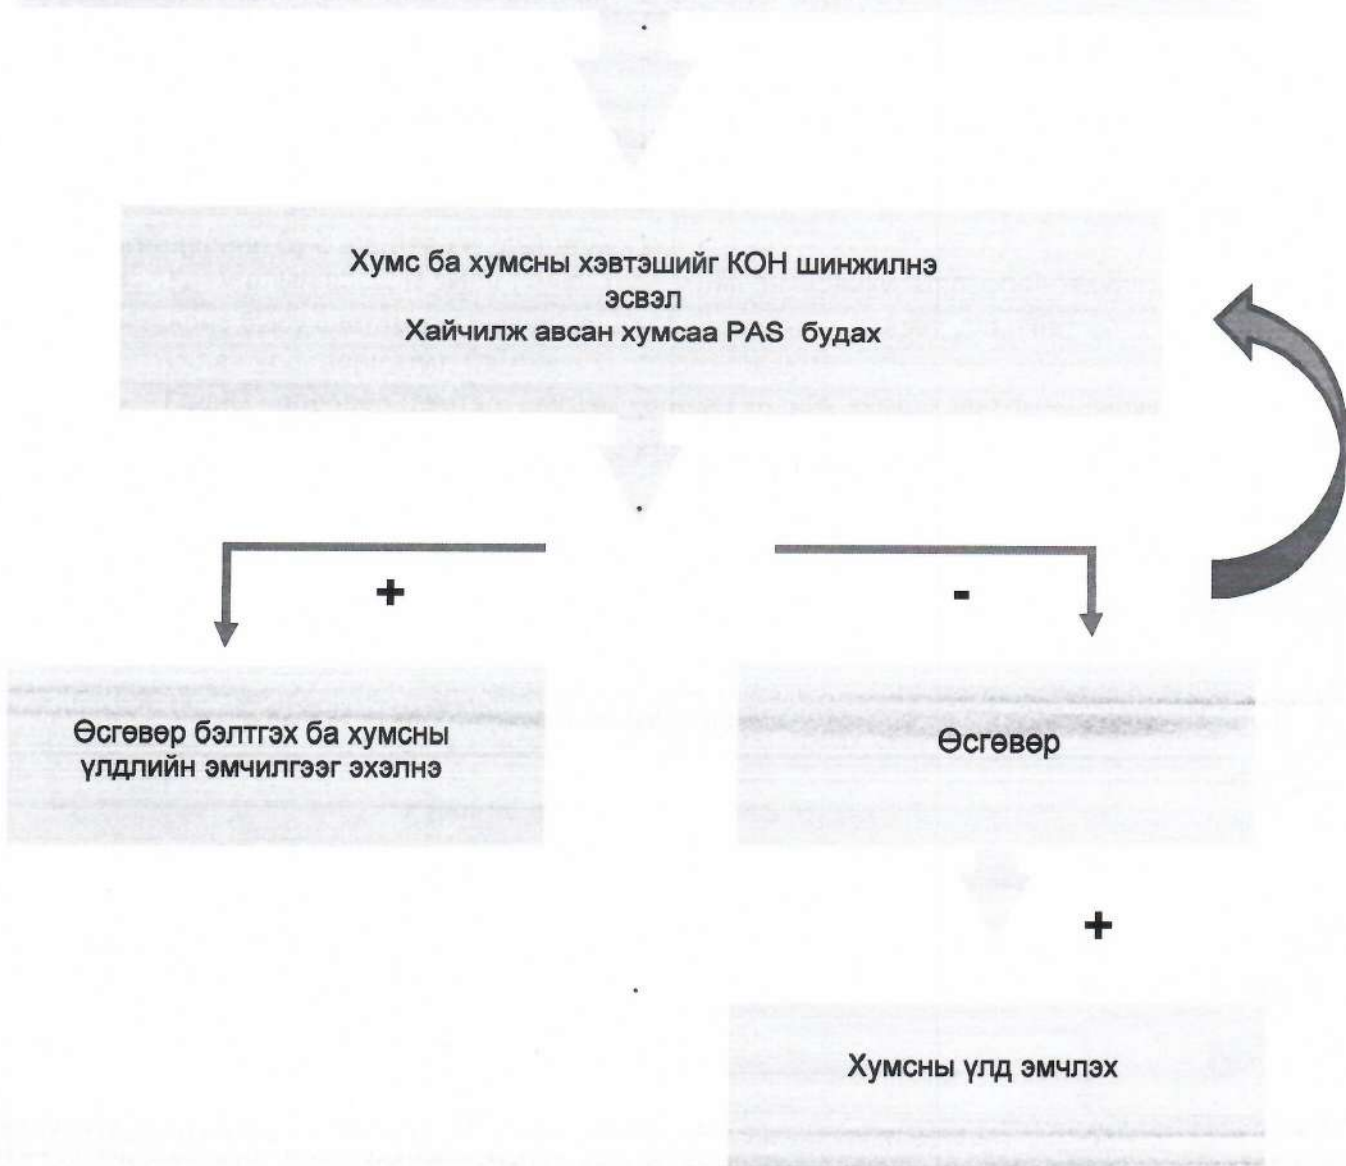 Хумс ба хумсны хэвтэшийг КОН шинжилнэ
эсвэл
Хайчилж авсан хумсаа PAS будах
+
-
Өсгөвөр бэлтгэх ба хумсны
үлдлийн эмчилгээг эхэлнэ
Өсгөвөр
+
Хумсны үлд эмчлэх